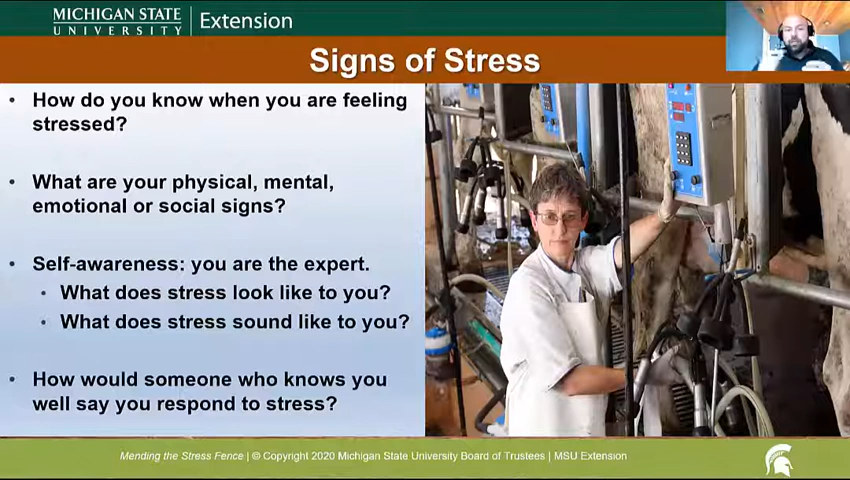 MICHIGAN STATE
UNIVERSITY
Extension
Signs of Stress
• How do you know when you are feeling
stressed?
• What are your physical, mental,
emotional or social signs?
• Self-awareness: you are the expert.
• What does stress look like to you?
• What does stress sound like to you?
• How would someone who knows you
well say you respond to stress?
Mending the Stress Fence | © Copyright 2020 Michigan State University Board of Trustees | MSU Extension